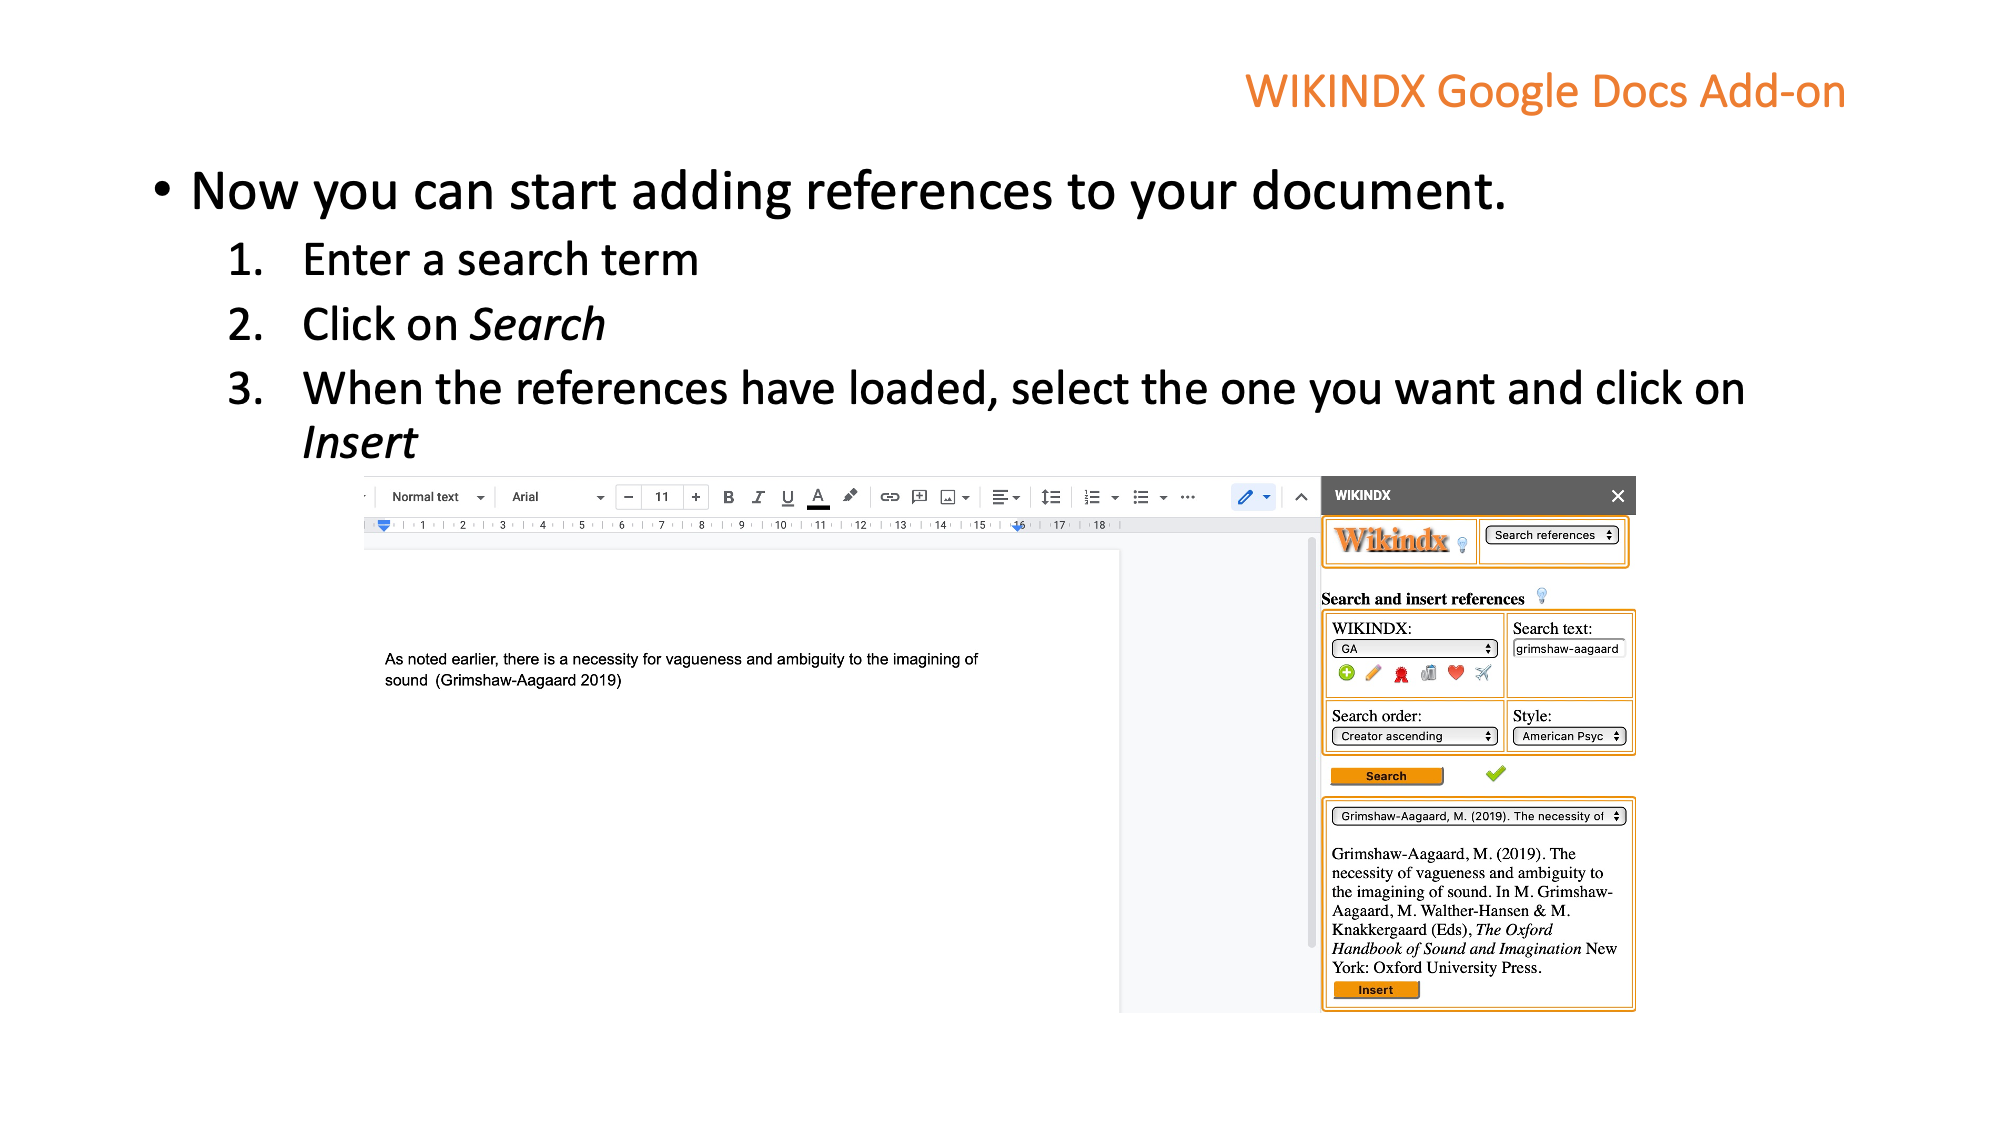 WIKINDX Google Docs Add-on
• Now you can start adding references to your document.
1. Enter a search term
2. Click on Search
3. When the references have loaded, select the one you want and click on
Insert
Normal text Arial − 11 + B I U A
1 2 3 4 5 6 7 8 9 10 11 12 13 14 15 16 17 18
As noted earlier, there is a necessity for vagueness and ambiguity to the imagining of
sound (Grimshaw-Aagaard 2019)
WIKINDX
Wikindx Search references
Search and insert references
WIKINDX: Search text:
GA grimshaw-aagaard
Search order: Style:
Creator ascending American Psyc
Search
Grimshaw-Aagaard, M. (2019). The necessity of
Grimshaw-Aagaard, M. (2019). The
necessity of vagueness and ambiguity to
the imagining of sound. In M. Grimshaw-
Aagaard, M. Walther-Hansen & M.
Knakkergaard (Eds), The Oxford
Handbook of Sound and Imagination New
York: Oxford University Press.
Insert